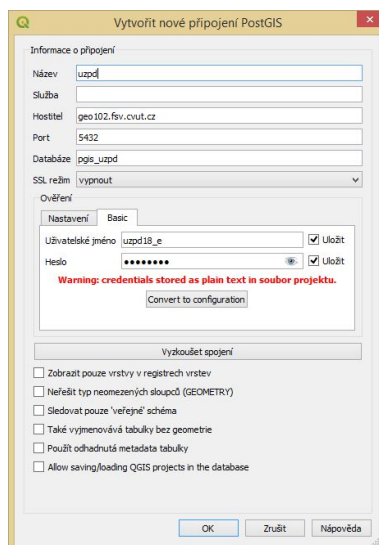 Vytvořit nové připojení PostGIS
Informace o připojení
Název uzpd
Služba
Hostitel geo102.fsv.cvut.cz
Port 5432
Databáze pgis_uzpd
SSL režim vypnout
Ověření
Nastavení Basic
Uživatelské jméno uzpd18_e Uložit
Heslo ●●●●●●●● Uložit
Warning: credentials stored as plain text in soubor projektu.
Convert to configuration
Vyzkoušet spojení
Zobrazit pouze vrstvy v registrech vrstev
Neřešit typ neomezených sloupců (GEOMETRY)
Sledovat pouze 'veřejné' schéma
Také vyjmenovává tabulky bez geometrie
Použít odhadnutá metadata tabulky
Allow saving/loading QGIS projects in the database
OK Zrušit Nápověda